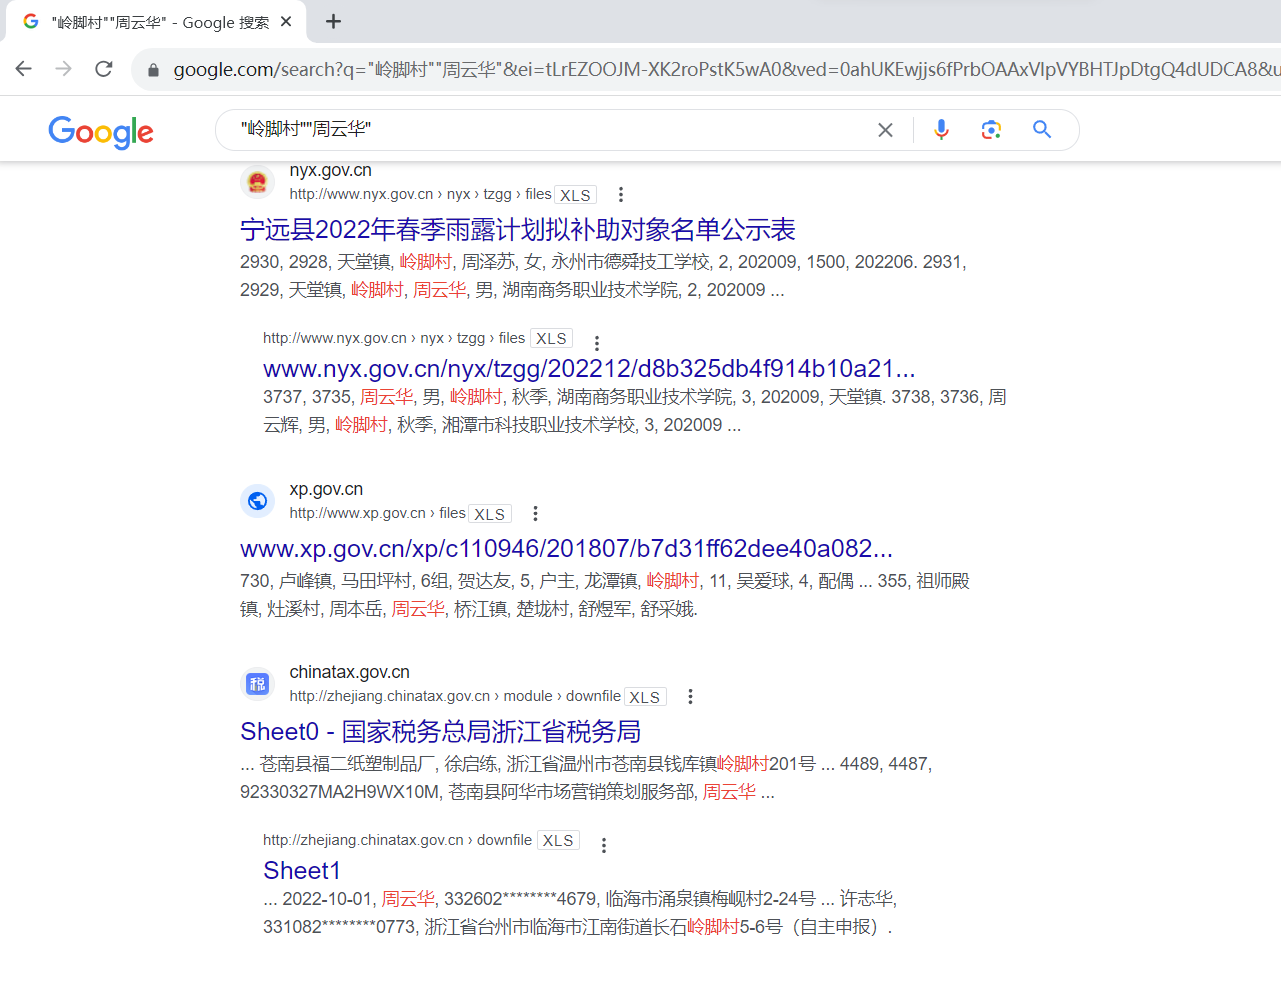 "岭脚村""周云华" - Google 搜索
google.com/search?q="岭脚村""周云华"&ei=tLrEZOOJM-XK2roPstK5wA0&ved=0ahUKEwjjs6fPrbOAAxVIpVYBHTJpDtgQ4dUDCA8&u
Google
"岭脚村""周云华"
nyx.gov.cn
http://www.nyx.gov.cn › nyx › tzgg › files XLS
宁远县2022年春季雨露计划拟补助对象名单公示表
2930, 2928, 天堂镇, 岭脚村, 周泽苏, 女, 永州市德舜技工学校, 2, 202009, 1500, 202206. 2931,
2929, 天堂镇, 岭脚村, 周云华, 男, 湖南商务职业技术学院, 2, 202009 ...
http://www.nyx.gov.cn › nyx › tzgg › files XLS
www.nyx.gov.cn/nyx/tzgg/202212/d8b325db4f914b10a21...
3737, 3735, 周云华, 男, 岭脚村, 秋季, 湖南商务职业技术学院, 3, 202009, 天堂镇. 3738, 3736, 周
云辉, 男, 岭脚村, 秋季, 湘潭市科技职业技术学校, 3, 202009 ...
xp.gov.cn
http://www.xp.gov.cn › files XLS
www.xp.gov.cn/xp/c110946/201807/b7d31ff62dee40a082...
730, 卢峰镇, 马田坪村, 6组, 贺达友, 5, 户主, 龙潭镇, 岭脚村, 11, 吴爱球, 4, 配偶 ... 355, 祖师殿
镇, 灶溪村, 周本岳, 周云华, 桥江镇, 楚垅村, 舒煜军, 舒采娥.
chinatax.gov.cn
http://zhejiang.chinatax.gov.cn › module › downfile XLS
Sheet0 - 国家税务总局浙江省税务局
... 苍南县福二纸塑制品厂, 徐启练, 浙江省温州市苍南县钱库镇岭脚村201号 ... 4489, 4487,
92330327MA2H9WX10M, 苍南县阿华市场营销策划服务部, 周云华 ...
http://zhejiang.chinatax.gov.cn › downfile XLS
Sheet1
... 2022-10-01, 周云华, 332602********4679, 临海市涌泉镇梅岘村2-24号 ... 许志华,
331082********0773, 浙江省台州市临海市江南街道长石岭脚村5-6号（自主申报）.